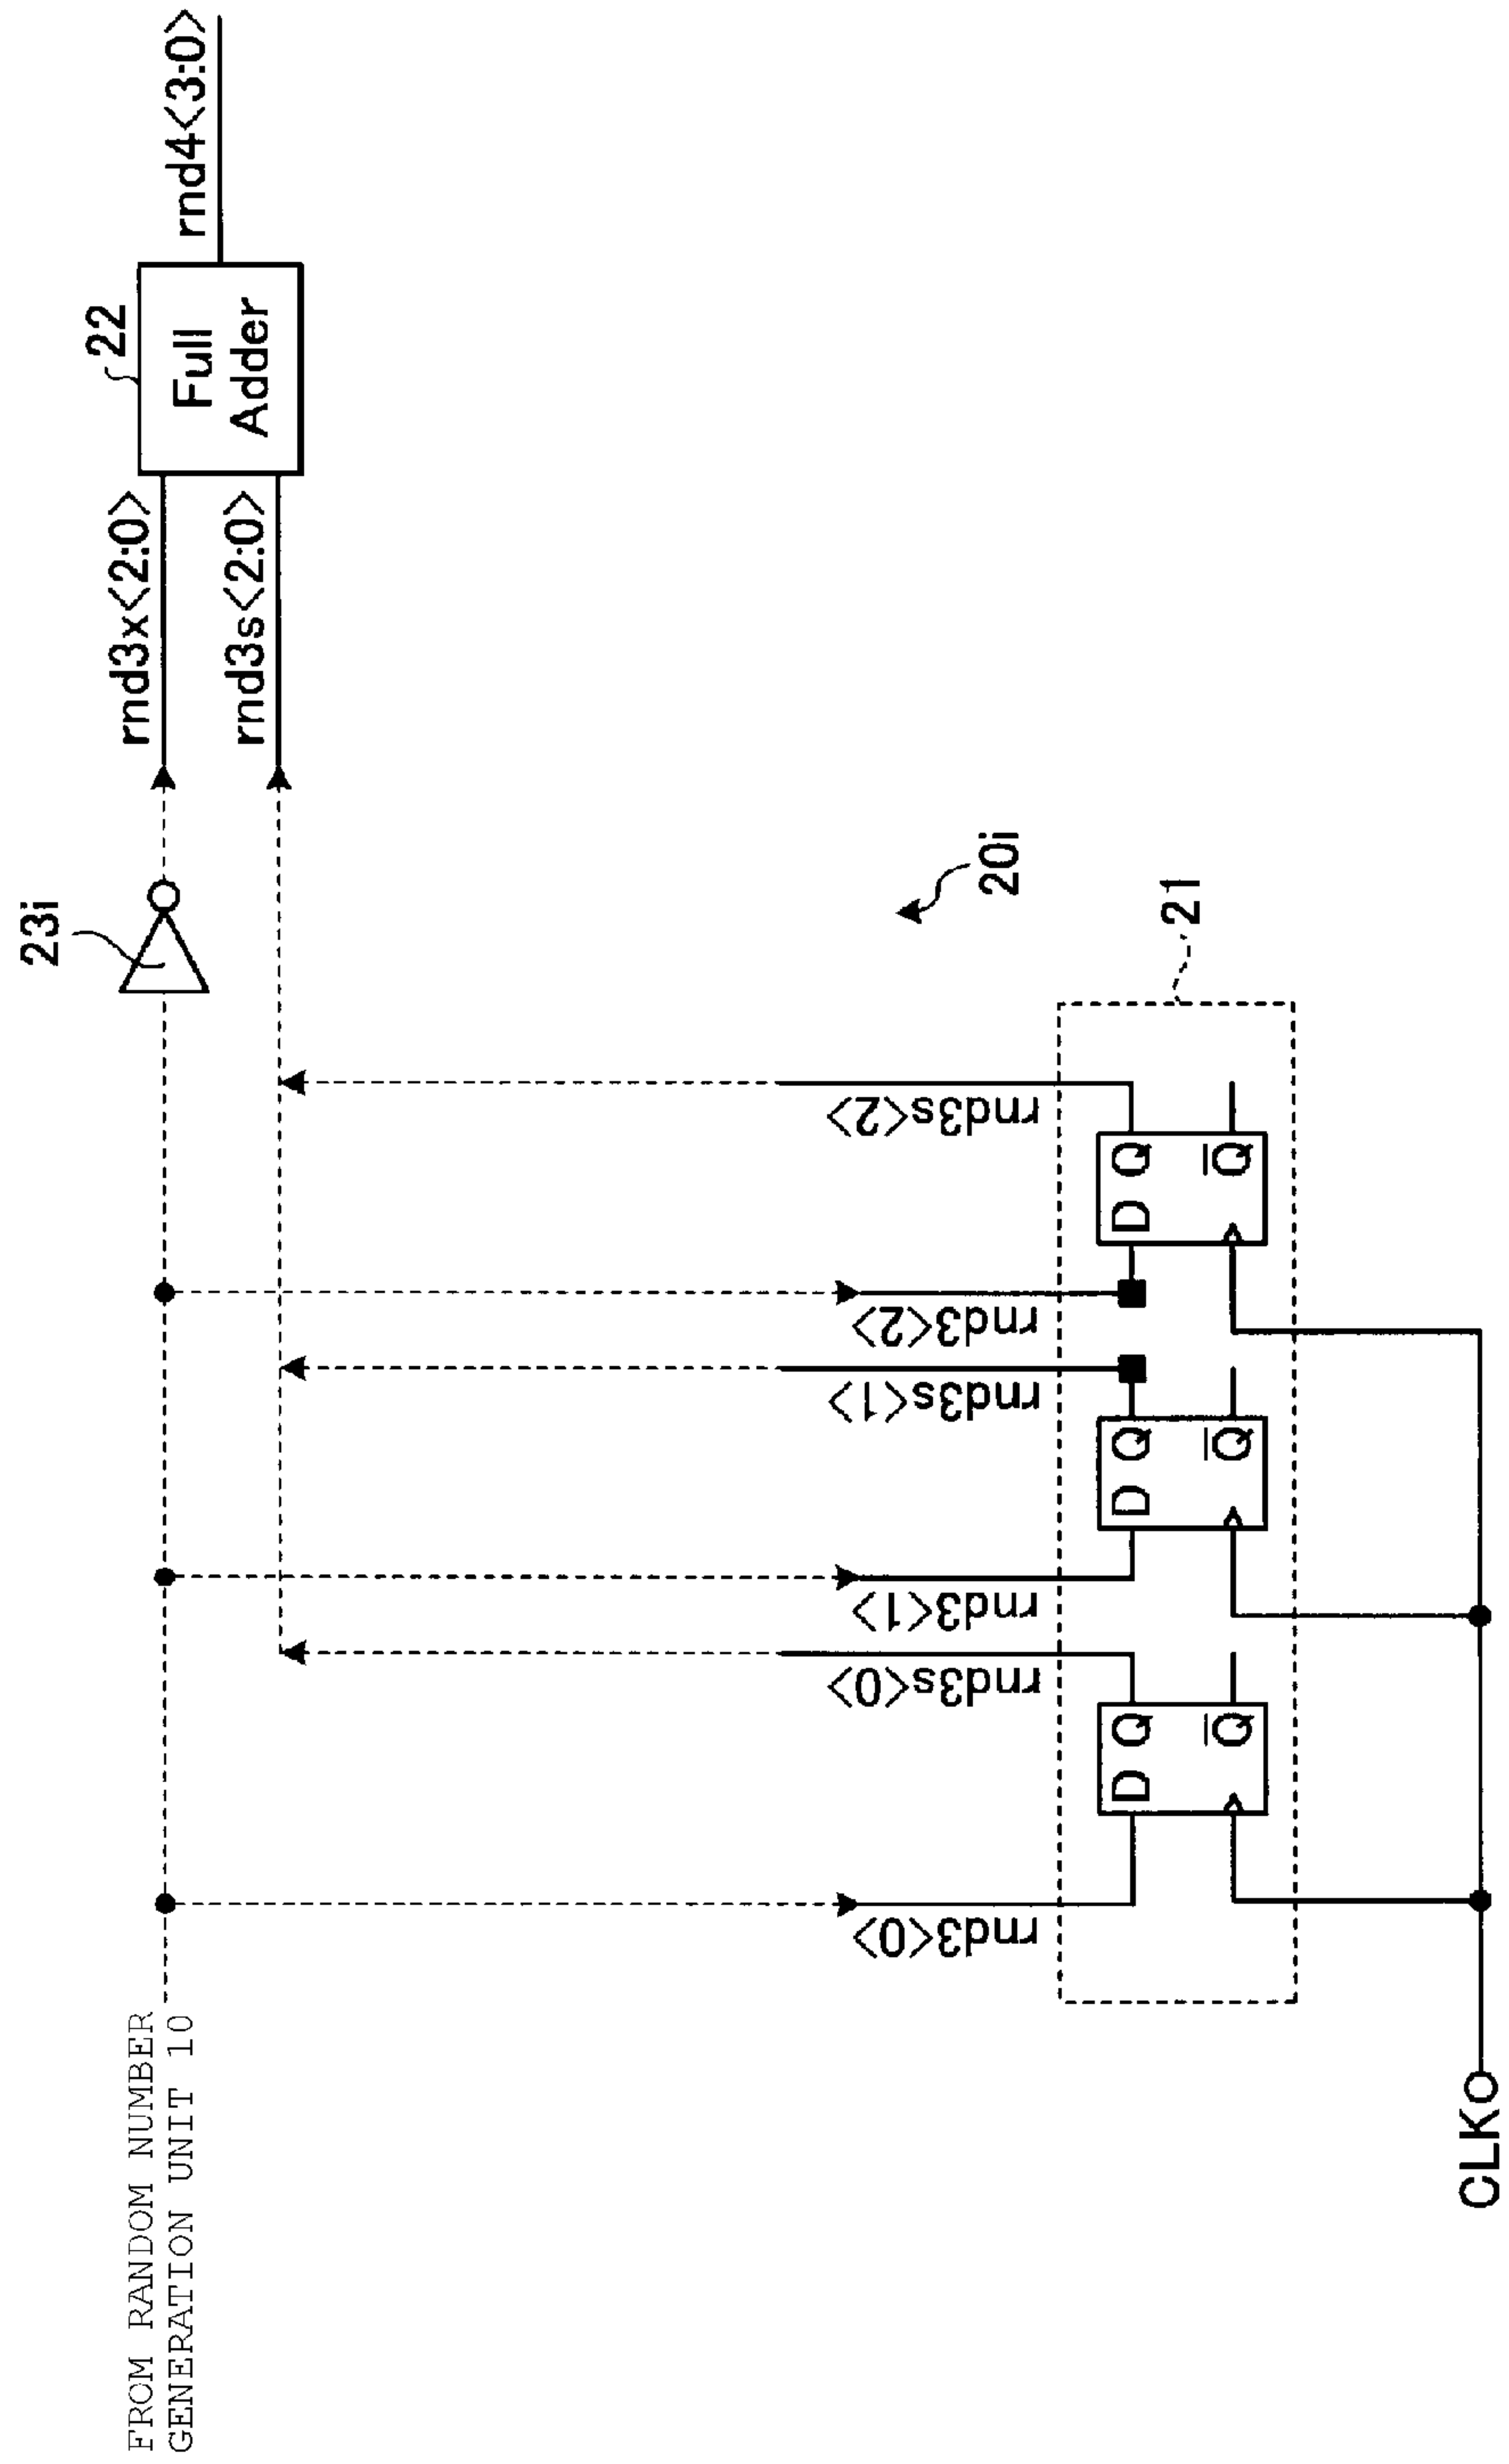 FROM RANDOM NUMBER
GENERATION UNIT 10
23i
rnd3x<2:0>
rnd3s<2:0>
22
Full
Adder
rnd4<3:0>
20i
rnd3<0>
rnd3s<0>
rnd3<1>
rnd3s<1>
rnd3<2>
rnd3s<2>
21
D Q
Q
D Q
Q
D Q
Q
CLK